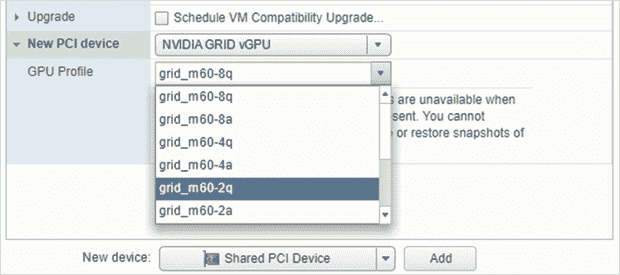 Upgrade
Schedule VM Compatibility Upgrade...
New PCI device
NVIDIA GRID vGPU
GPU Profile
grid_m60-8q
grid_m60-8q
grid_m60-8a
grid_m60-4q
grid_m60-4a
grid_m60-2q
grid_m60-2a
are unavailable when
sent. You cannot
or restore snapshots of
New device:
Shared PCI Device
Add